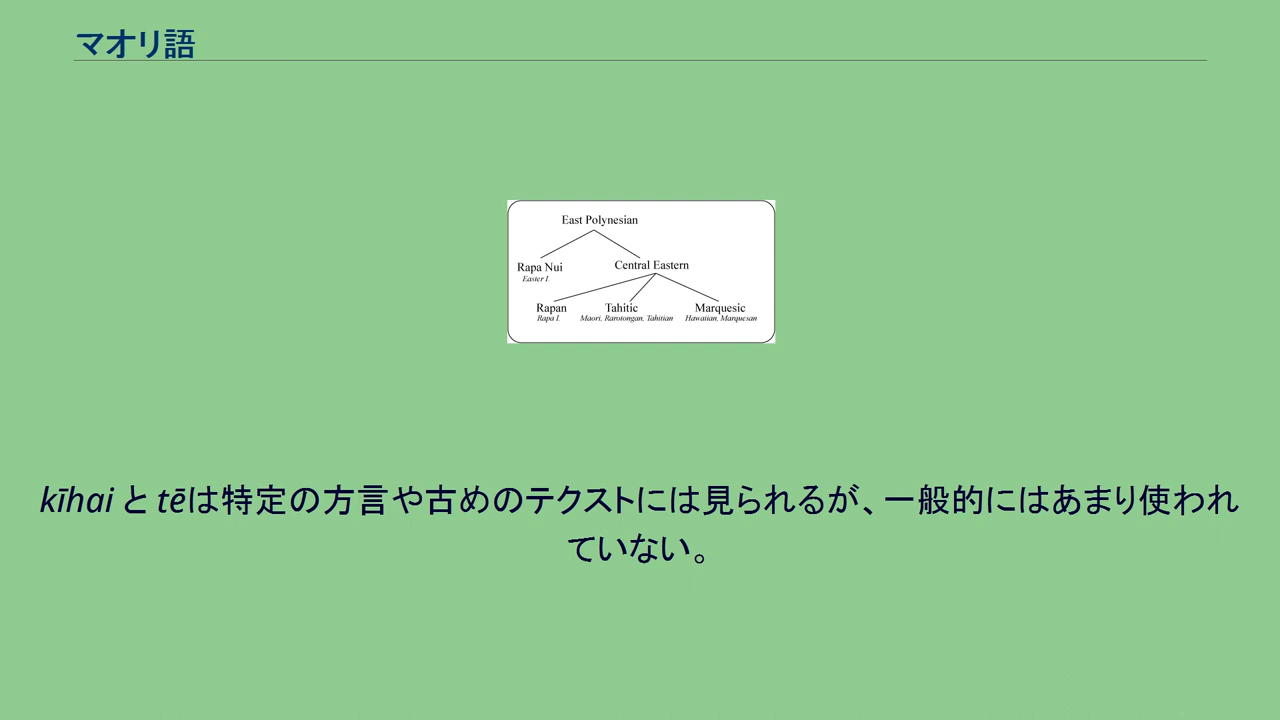 マオリ語
East Polynesian
Rapa Nui Central Eastern
Easter I.
Rapan Tahitic Marquesic
Rapa I. Maori, Rarotongan, Tahitian Hawaiian, Marquesan
kīhai と tēは特定の方言や古めのテクストには見られるが、一般的にはあまり使われ
ていない。